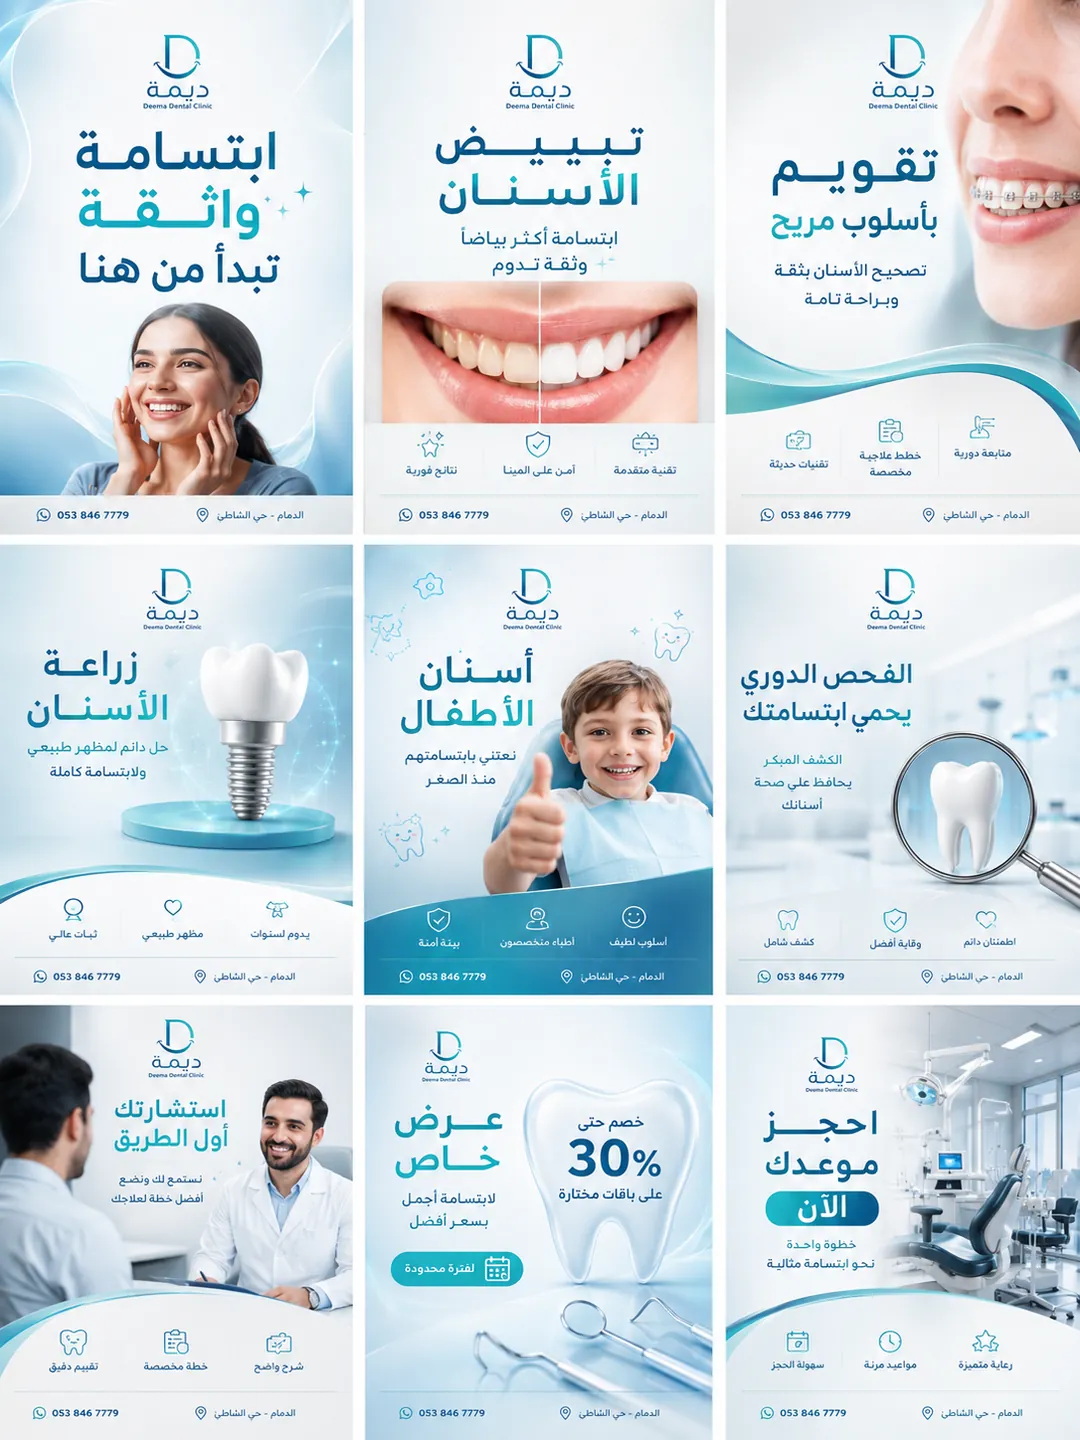 ديمة
Deema Dental Clinic
ابتسامة
واثقة
تبدأ من هنا
053 846 7779
الدمام - حي الشاطئ
ديمة
Deema Dental Clinic
تبييض
الأسنان
ابتسامة أكثر بياضاً
وثقة تدوم
تقنية متقدمة
آمن على المينا
نتائج فورية
053 846 7779
الدمام - حي الشاطئ
ديمة
Deema Dental Clinic
تقويم
بأسلوب مريح
تصحيح الأسنان بثقة
وبراحة تامة
متابعة دورية
خطط علاجية
مخصصة
تقنيات حديثة
053 846 7779
الدمام - حي الشاطئ
ديمة
Deema Dental Clinic
زراعة
الأسنان
حل دائم لمظهر طبيعي
ولابتسامة كاملة
يدوم لسنوات
مظهر طبيعي
ثبات عالي
053 846 7779
الدمام - حي الشاطئ
ديمة
Deema Dental Clinic
أسنان
الأطفال
نعتني بابتسامتهم
منذ الصغر
اسلوب لطيف
أطباء متخصصون
بيئة آمنة
053 846 7779
الدمام - حي الشاطئ
ديمة
Deema Dental Clinic
الفحص الدوري
يحمي ابتسامتك
الكشف المبكر
يحافظ علي صحة
أسنانك
اطمئنان دائم
وقاية أفضل
كشف شامل
053 846 7779
الدمام - حي الشاطئ
ديمة
Deema Dental Clinic
استشارتك
أول الطريق
نستمع لك ونضع
أفضل خطة لعلاجك
شرح واضح
خطة مخصصة
تقييم دقيق
053 846 7779
الدمام - حي الشاطئ
ديمة
Deema Dental Clinic
عرض
خاص
لابتسامة أجمل
بسعر أفضل
لفترة محدودة
خصم حتى
30%
على باقات مختارة
053 846 7779
الدمام - حي الشاطئ
ديمة
Deema Dental Clinic
احجز
موعدك
الآن
خطوة واحدة
نحو ابتسامة مثالية
رعاية متميزة
مواعيد مرنة
سهولة الحجز
053 846 7779
الدمام - حي الشاطئ